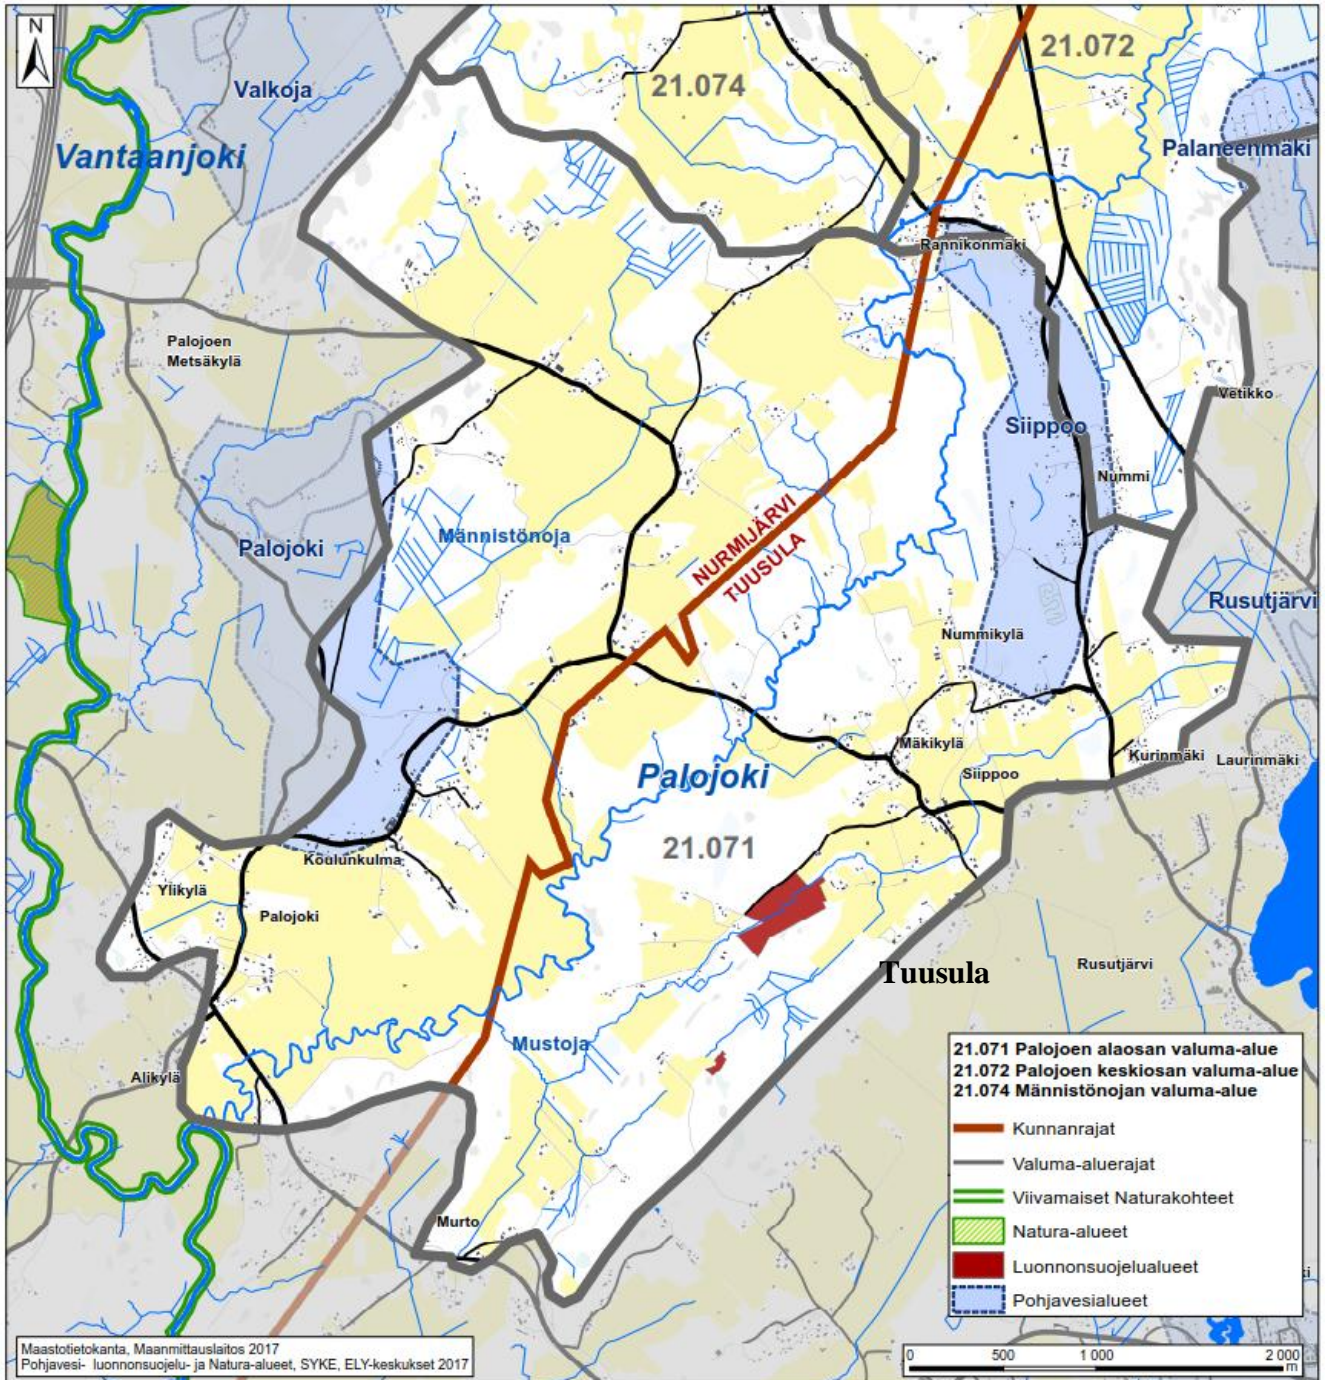 N
21.072
21.074
Valkoja
Vantaanjoki
Palaneenmäki
Rannikonmäki
Palojoen
Metsäkylä
Vetikko
Siippoo
Nummi
NURMIJÄRVI
TUUSULA
Männistönoja
Palojoki
Rusutjärvi
Nummikylä
Mäkikylä
Kurinmäki
Laurinmäki
Siippoo
Palojoki
21.071
Koulunkulma
Ylikylä
Palojoki
Tuusula
Rusutjärvi
Mustoja
Alikylä
Murto
21.071 Palojoen alaosan valuma-alue
21.072 Palojoen keskiosan valuma-alue
21.074 Männistönojan valuma-alue
Kunnanrajat
Valuma-aluerajat
Viivamaiset Naturakohteet
Natura-alueet
Luonnonsuojelualueet
Pohjavesialueet
Maastotietokanta, Maanmittauslaitos 2017
Pohjavesi- luonnonsuojelu- ja Natura-alueet, SYKE, ELY-keskukset 2017
0 500 1 000 2 000
m